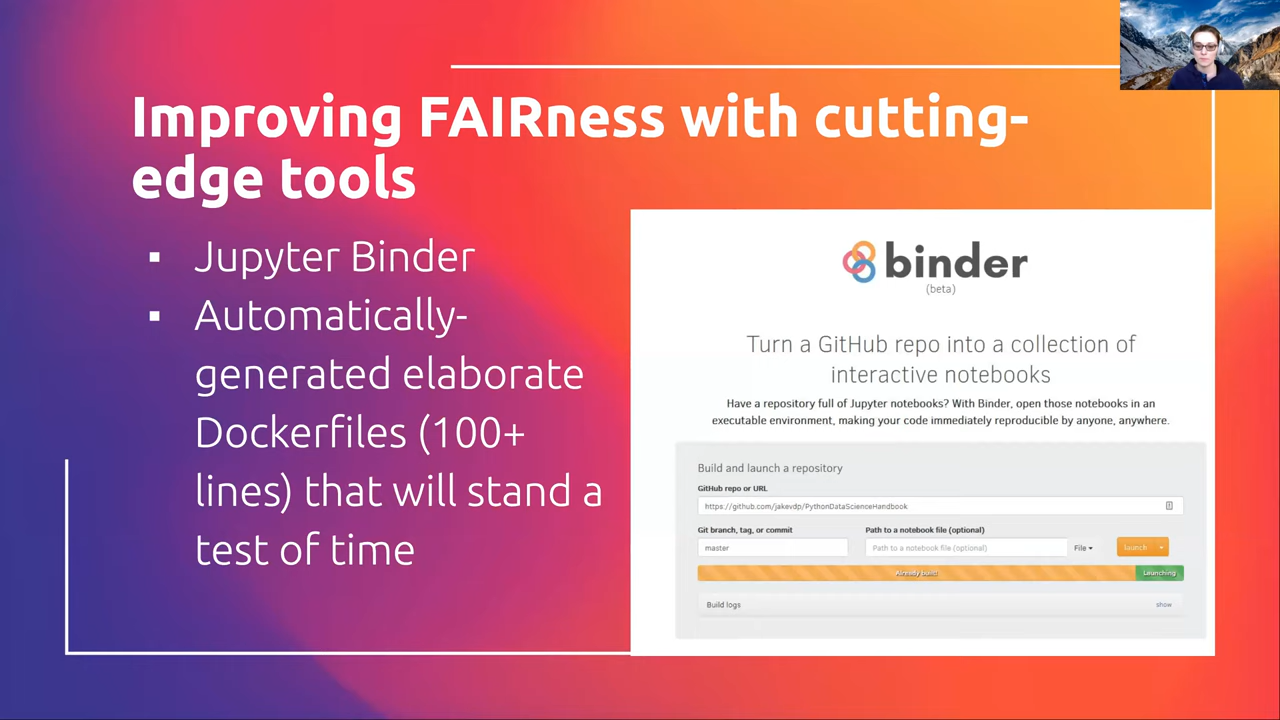 Improving FAIRness with cutting-
edge tools
▪ Jupyter Binder
▪ Automatically-
generated elaborate
Dockerfiles (100+
lines) that will stand a
test of time
binder
(beta)
Turn a GitHub repo into a collection of
interactive notebooks
Have a repository full of Jupyter notebooks? With Binder, open those notebooks in an
executable environment, making your code immediately reproducible by anyone, anywhere.
Build and launch a repository
GitHub repo or URL
https://github.com/jakevdp/PythonDataScienceHandbook
Git branch, tag, or commit
Path to a notebook file (optional)
master
Path to a notebook file (optional)
File
launch
Already built!
Launching
Build logs
show